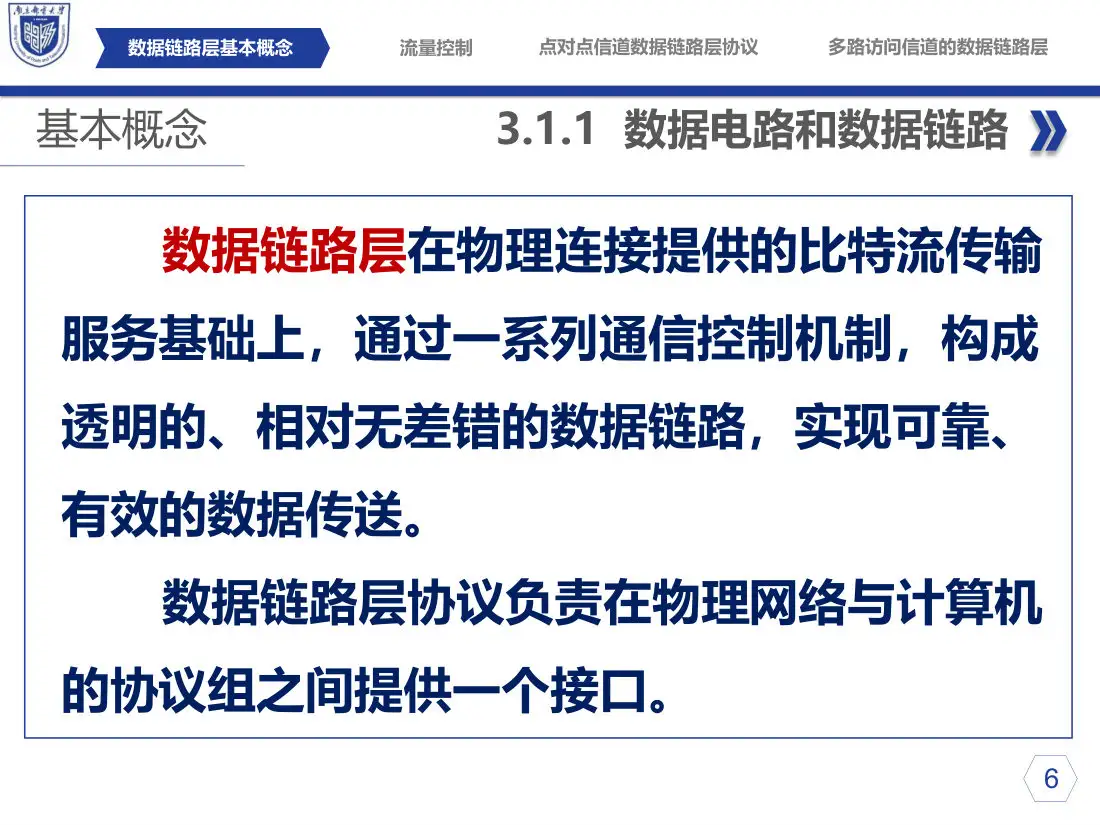 南京邮电大学
数据链路层基本概念
流量控制
点对点信道数据链路层协议
多路访问信道的数据链路层
基本概念
3.1.1 数据电路和数据链路
数据链路层在物理连接提供的比特流传输
服务基础上，通过一系列通信控制机制，构成
透明的、相对无差错的数据链路，实现可靠、
有效的数据传送。
数据链路层协议负责在物理网络与计算机
的协议组之间提供一个接口。
6